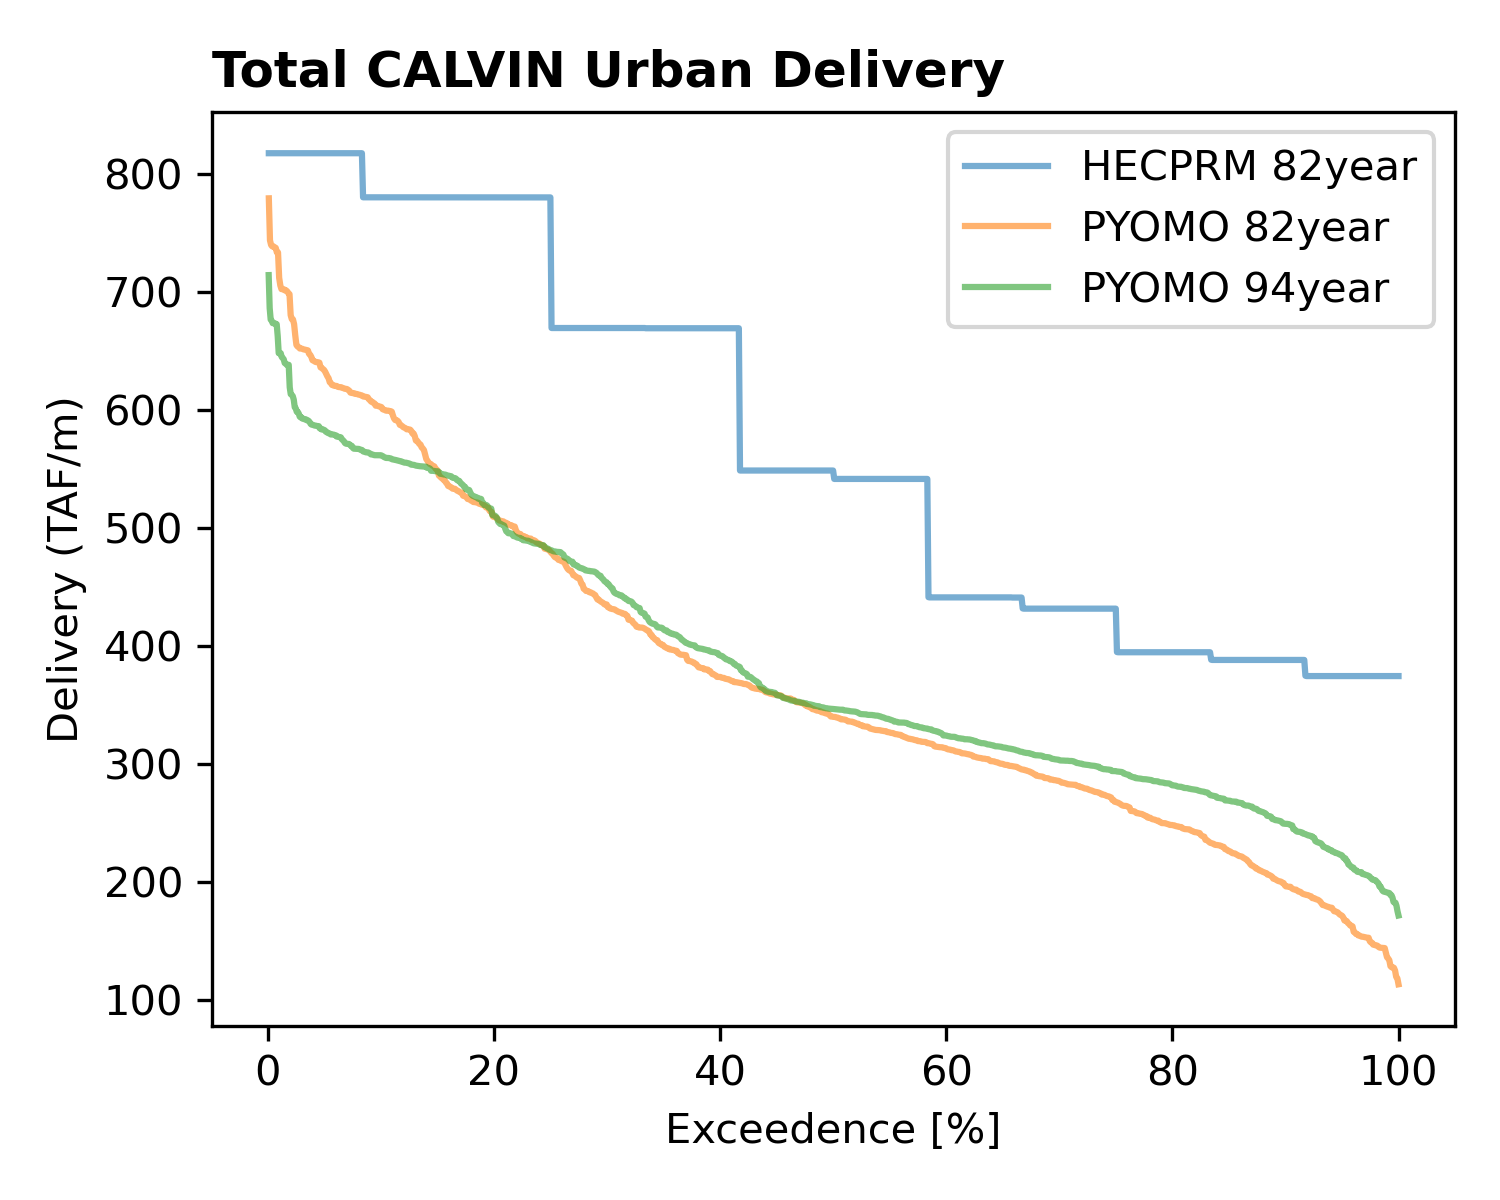 Total CALVIN Urban Delivery
HECPRM 82year
PYOMO 82year
PYOMO 94year
Delivery (TAF/m)
800
700
600
500
400
300
200
100
0 20 40 60 80 100
Exceedence [%]